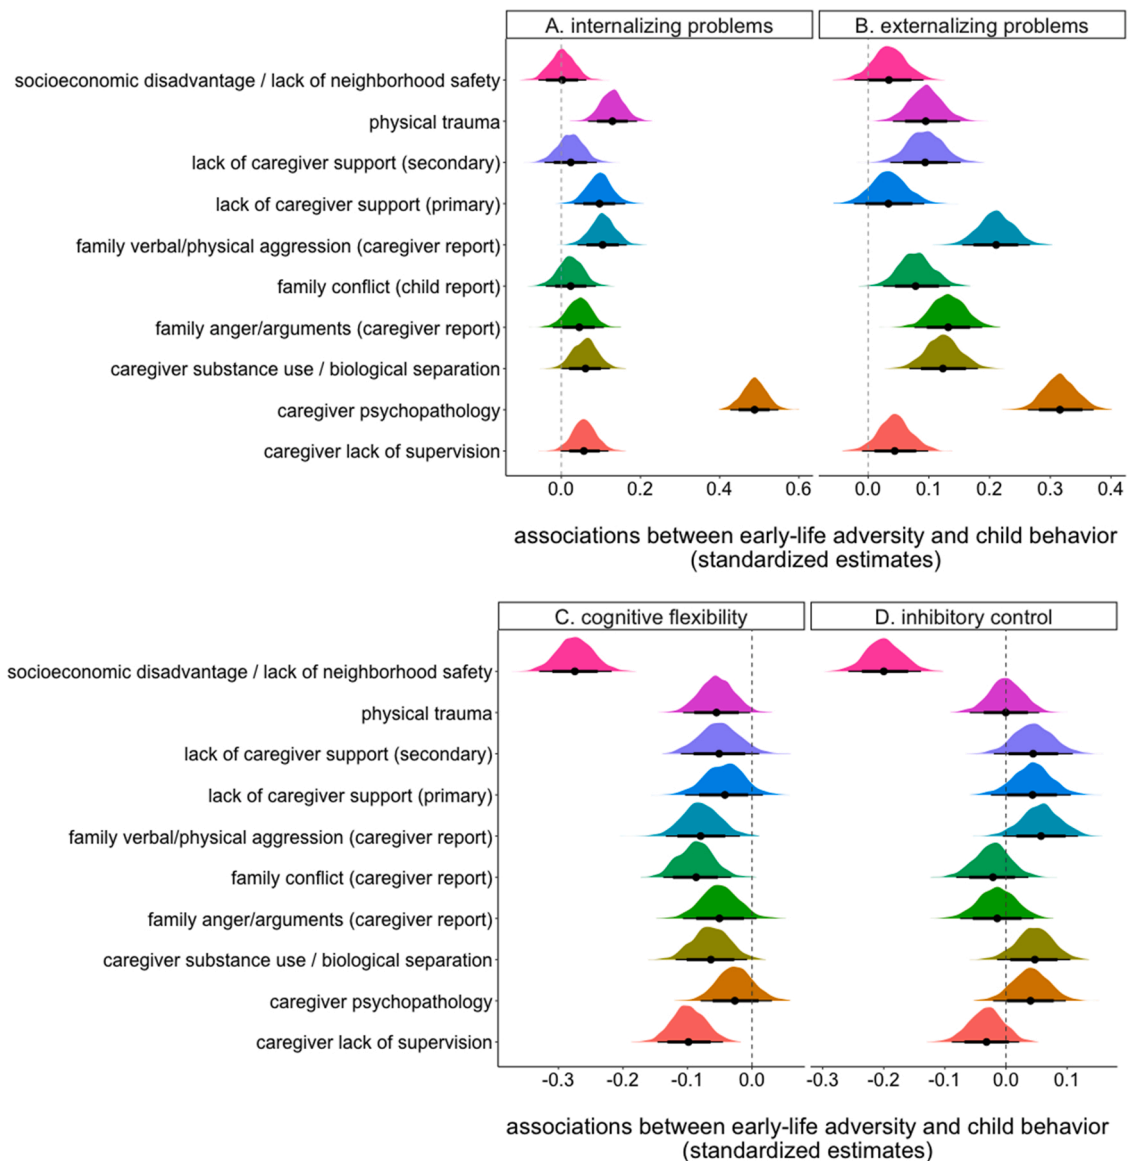 A. internalizing problems
B. externalizing problems
socioeconomic disadvantage / lack of neighborhood safety
physical trauma
lack of caregiver support (secondary)
lack of caregiver support (primary)
family verbal/physical aggression (caregiver report)
family conflict (child report)
family anger/arguments (caregiver report)
caregiver substance use / biological separation
caregiver psychopathology
caregiver lack of supervision
0.0 0.2 0.4 0.6 0.0 0.1 0.2 0.3 0.4
associations between early-life adversity and child behavior
(standardized estimates)
C. cognitive flexibility
D. inhibitory control
socioeconomic disadvantage / lack of neighborhood safety
physical trauma
lack of caregiver support (secondary)
lack of caregiver support (primary)
family verbal/physical aggression (caregiver report)
family conflict (caregiver report)
family anger/arguments (caregiver report)
caregiver substance use / biological separation
caregiver psychopathology
caregiver lack of supervision
-0.3 -0.2 -0.1 0.0 -0.3 -0.2 -0.1 0.0 0.1
associations between early-life adversity and child behavior
(standardized estimates)